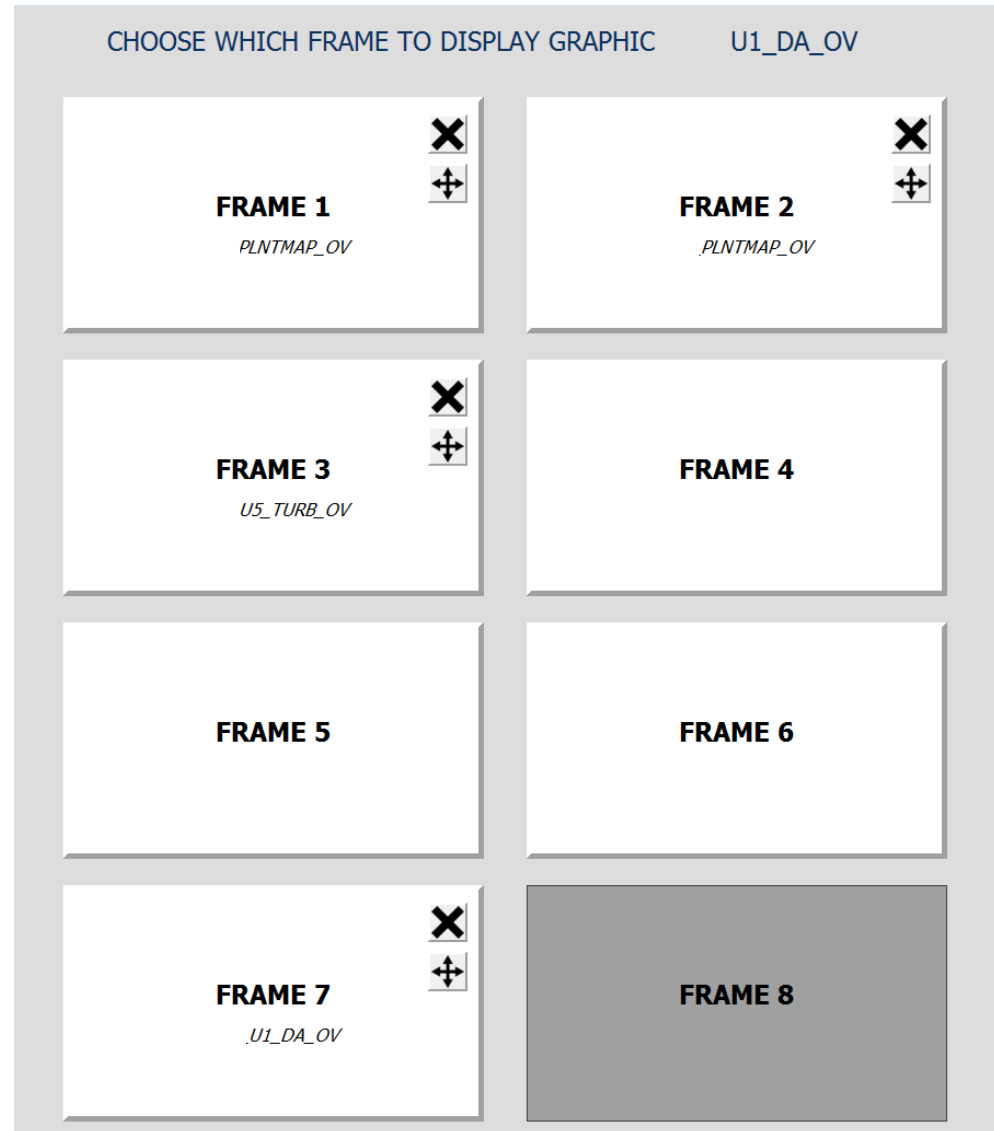 CHOOSE WHICH FRAME TO DISPLAY GRAPHIC U1_DA_OV
FRAME 1
PLNTMAP_OV
FRAME 2
PLNTMAP_OV
FRAME 3
U5_TURB_OV
FRAME 4
FRAME 5
FRAME 6
FRAME 7
U1_DA_OV
FRAME 8